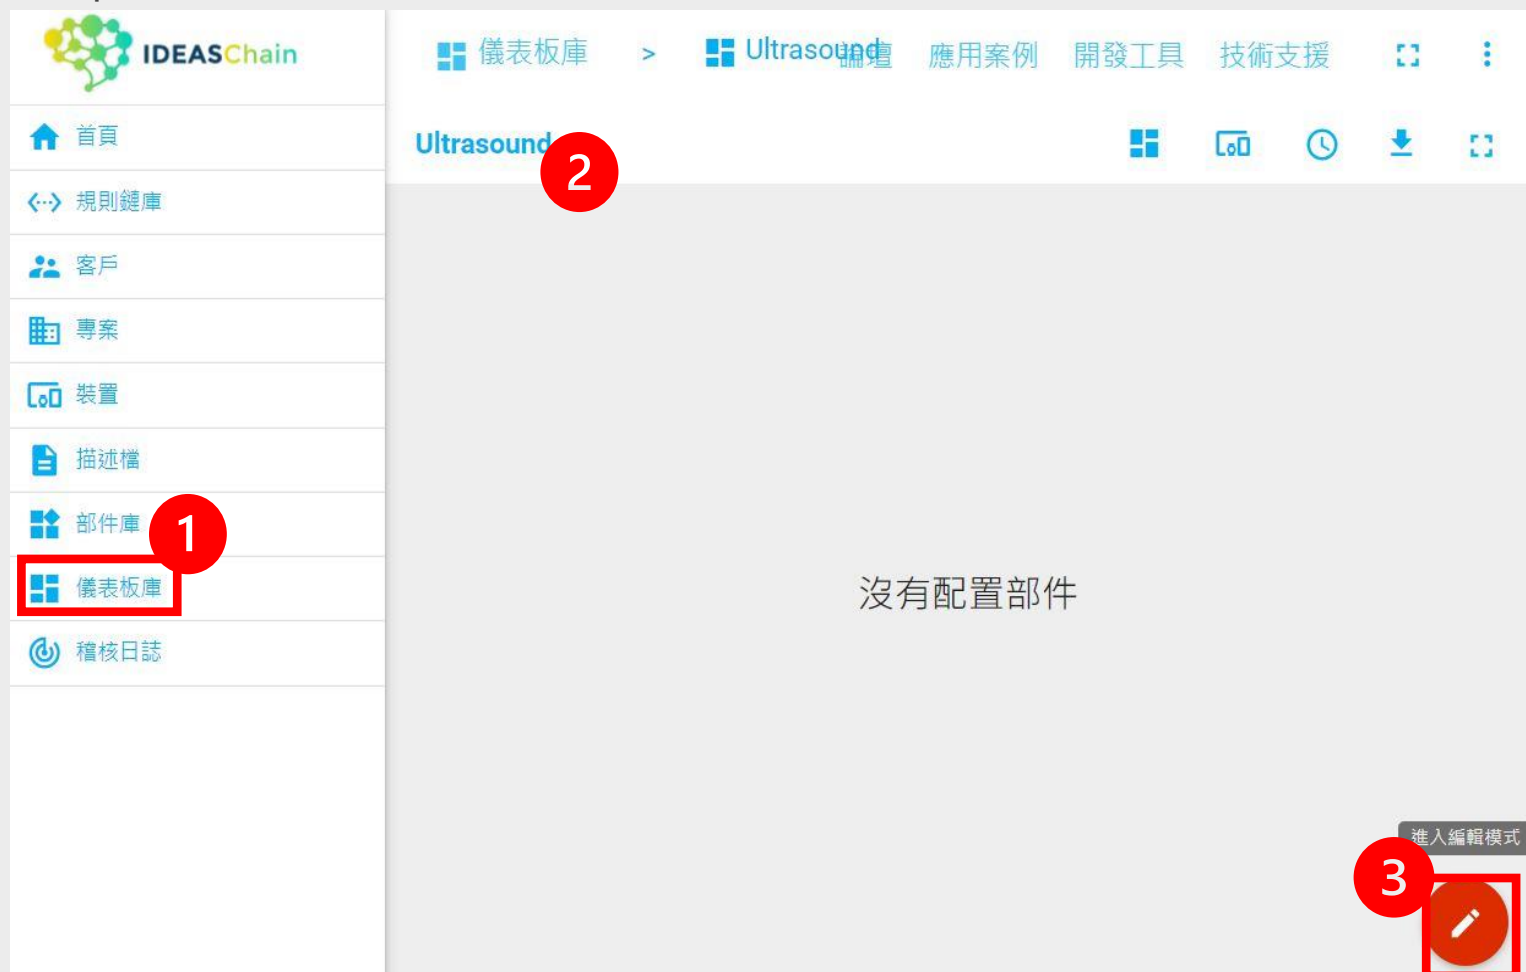 IDEASChain
儀表板庫 > Ultrasound 論壇 應用案例 開發工具 技術支援
首頁
Ultrasound
2
規則鏈庫
客戶
專案
裝置
描述檔
部件庫
1
儀表板庫
沒有配置部件
稽核日誌
進入編輯模式
3